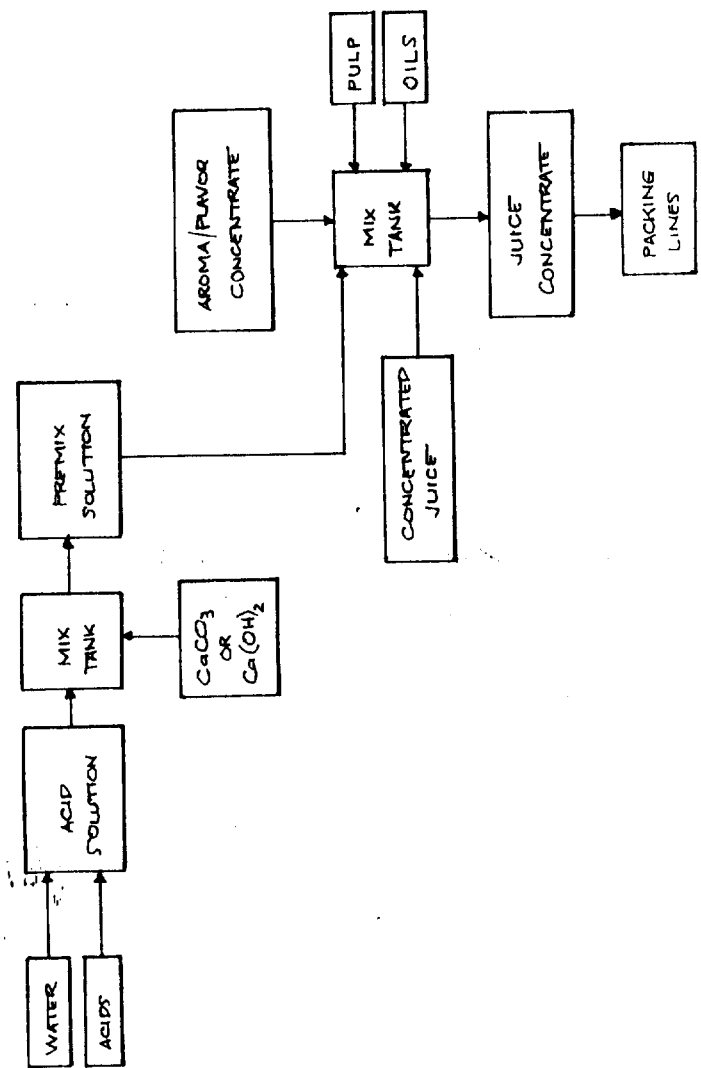 WATER
ACIDS
ACID
SOLUTION
MIX
TANK
CaCO3
OR
Ca(OH)2
PREMIX
SOLUTION
AROMA/FLAVOR
CONCENTRATE
CONCENTRATED
JUICE
MIX
TANK
PULP
OILS
JUICE
CONCENTRATE
PACKING
LINES